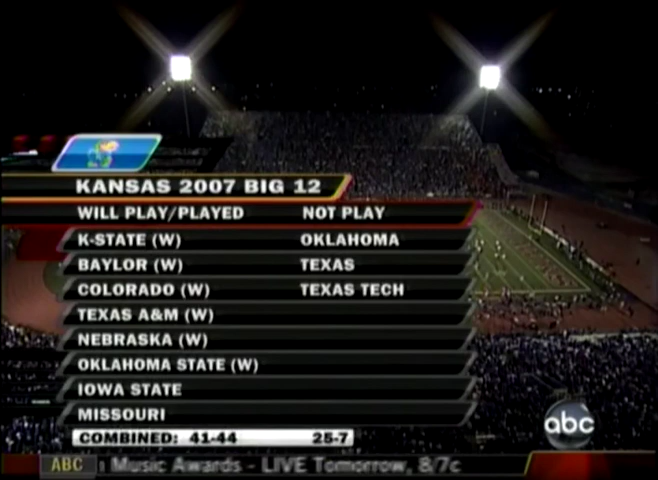 KANSAS 2007 BIG 12
WILL PLAY/PLAYED NOT PLAY
K-STATE (W) OKLAHOMA
BAYLOR (W) TEXAS
COLORADO (W) TEXAS TECH
TEXAS A&M (W)
NEBRASKA (W)
OKLAHOMA STATE (W)
IOWA STATE
MISSOURI
COMBINED: 41-44 25-7
abc
ABC Music Awards - LIVE Tomorrow, 8/7c